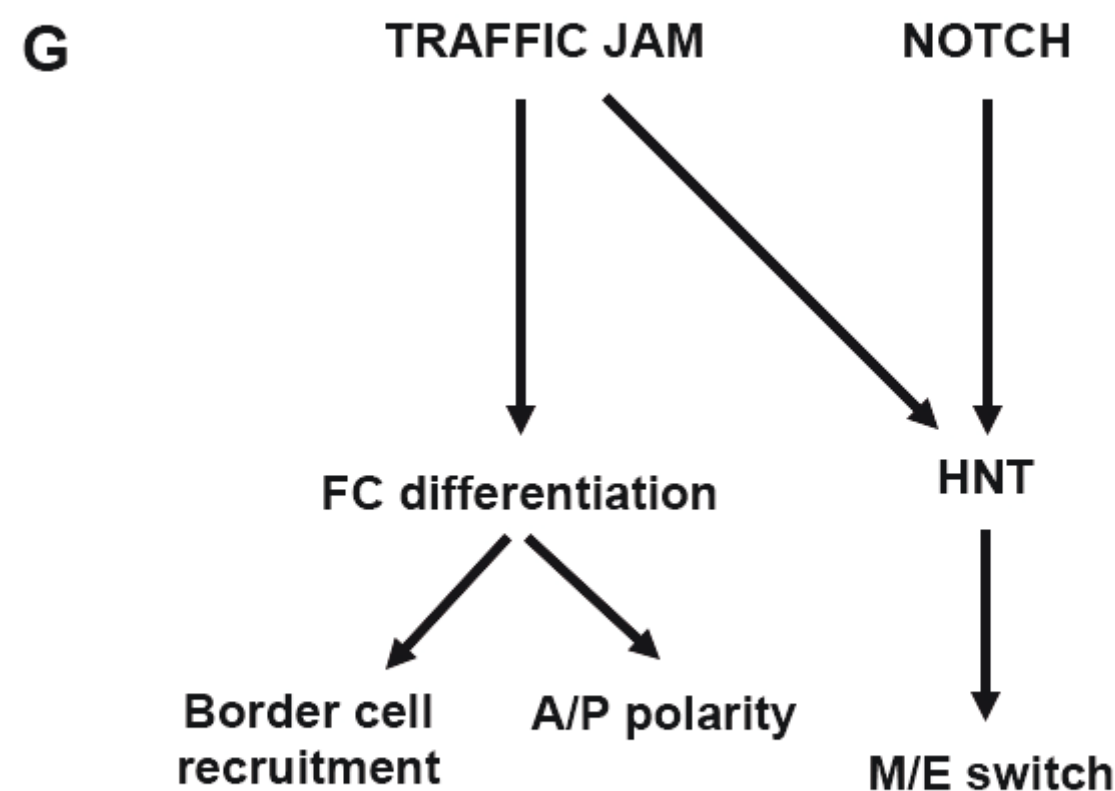 G
TRAFFIC JAM
NOTCH
FC differentiation
HNT
Border cell
recruitment
A/P polarity
M/E switch